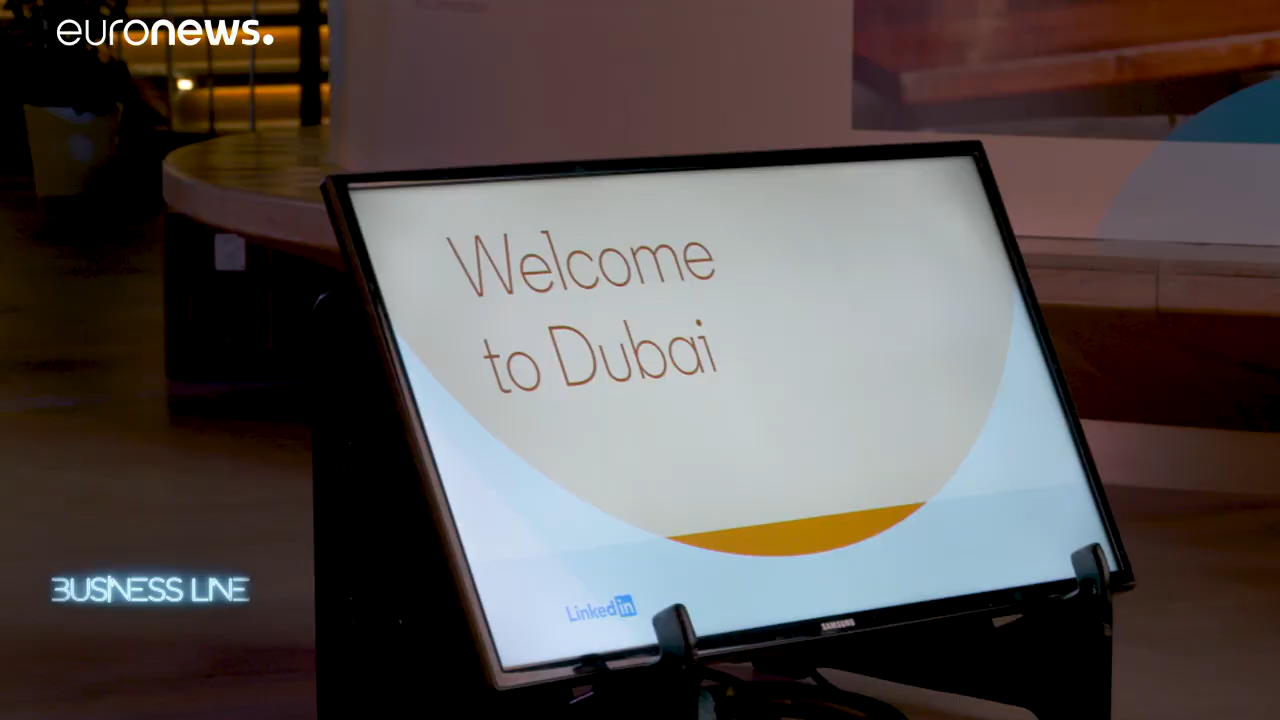 euronews.
Welcome
to Dubai
LinkedIn
SAMSUNG
BUSINESS LINE